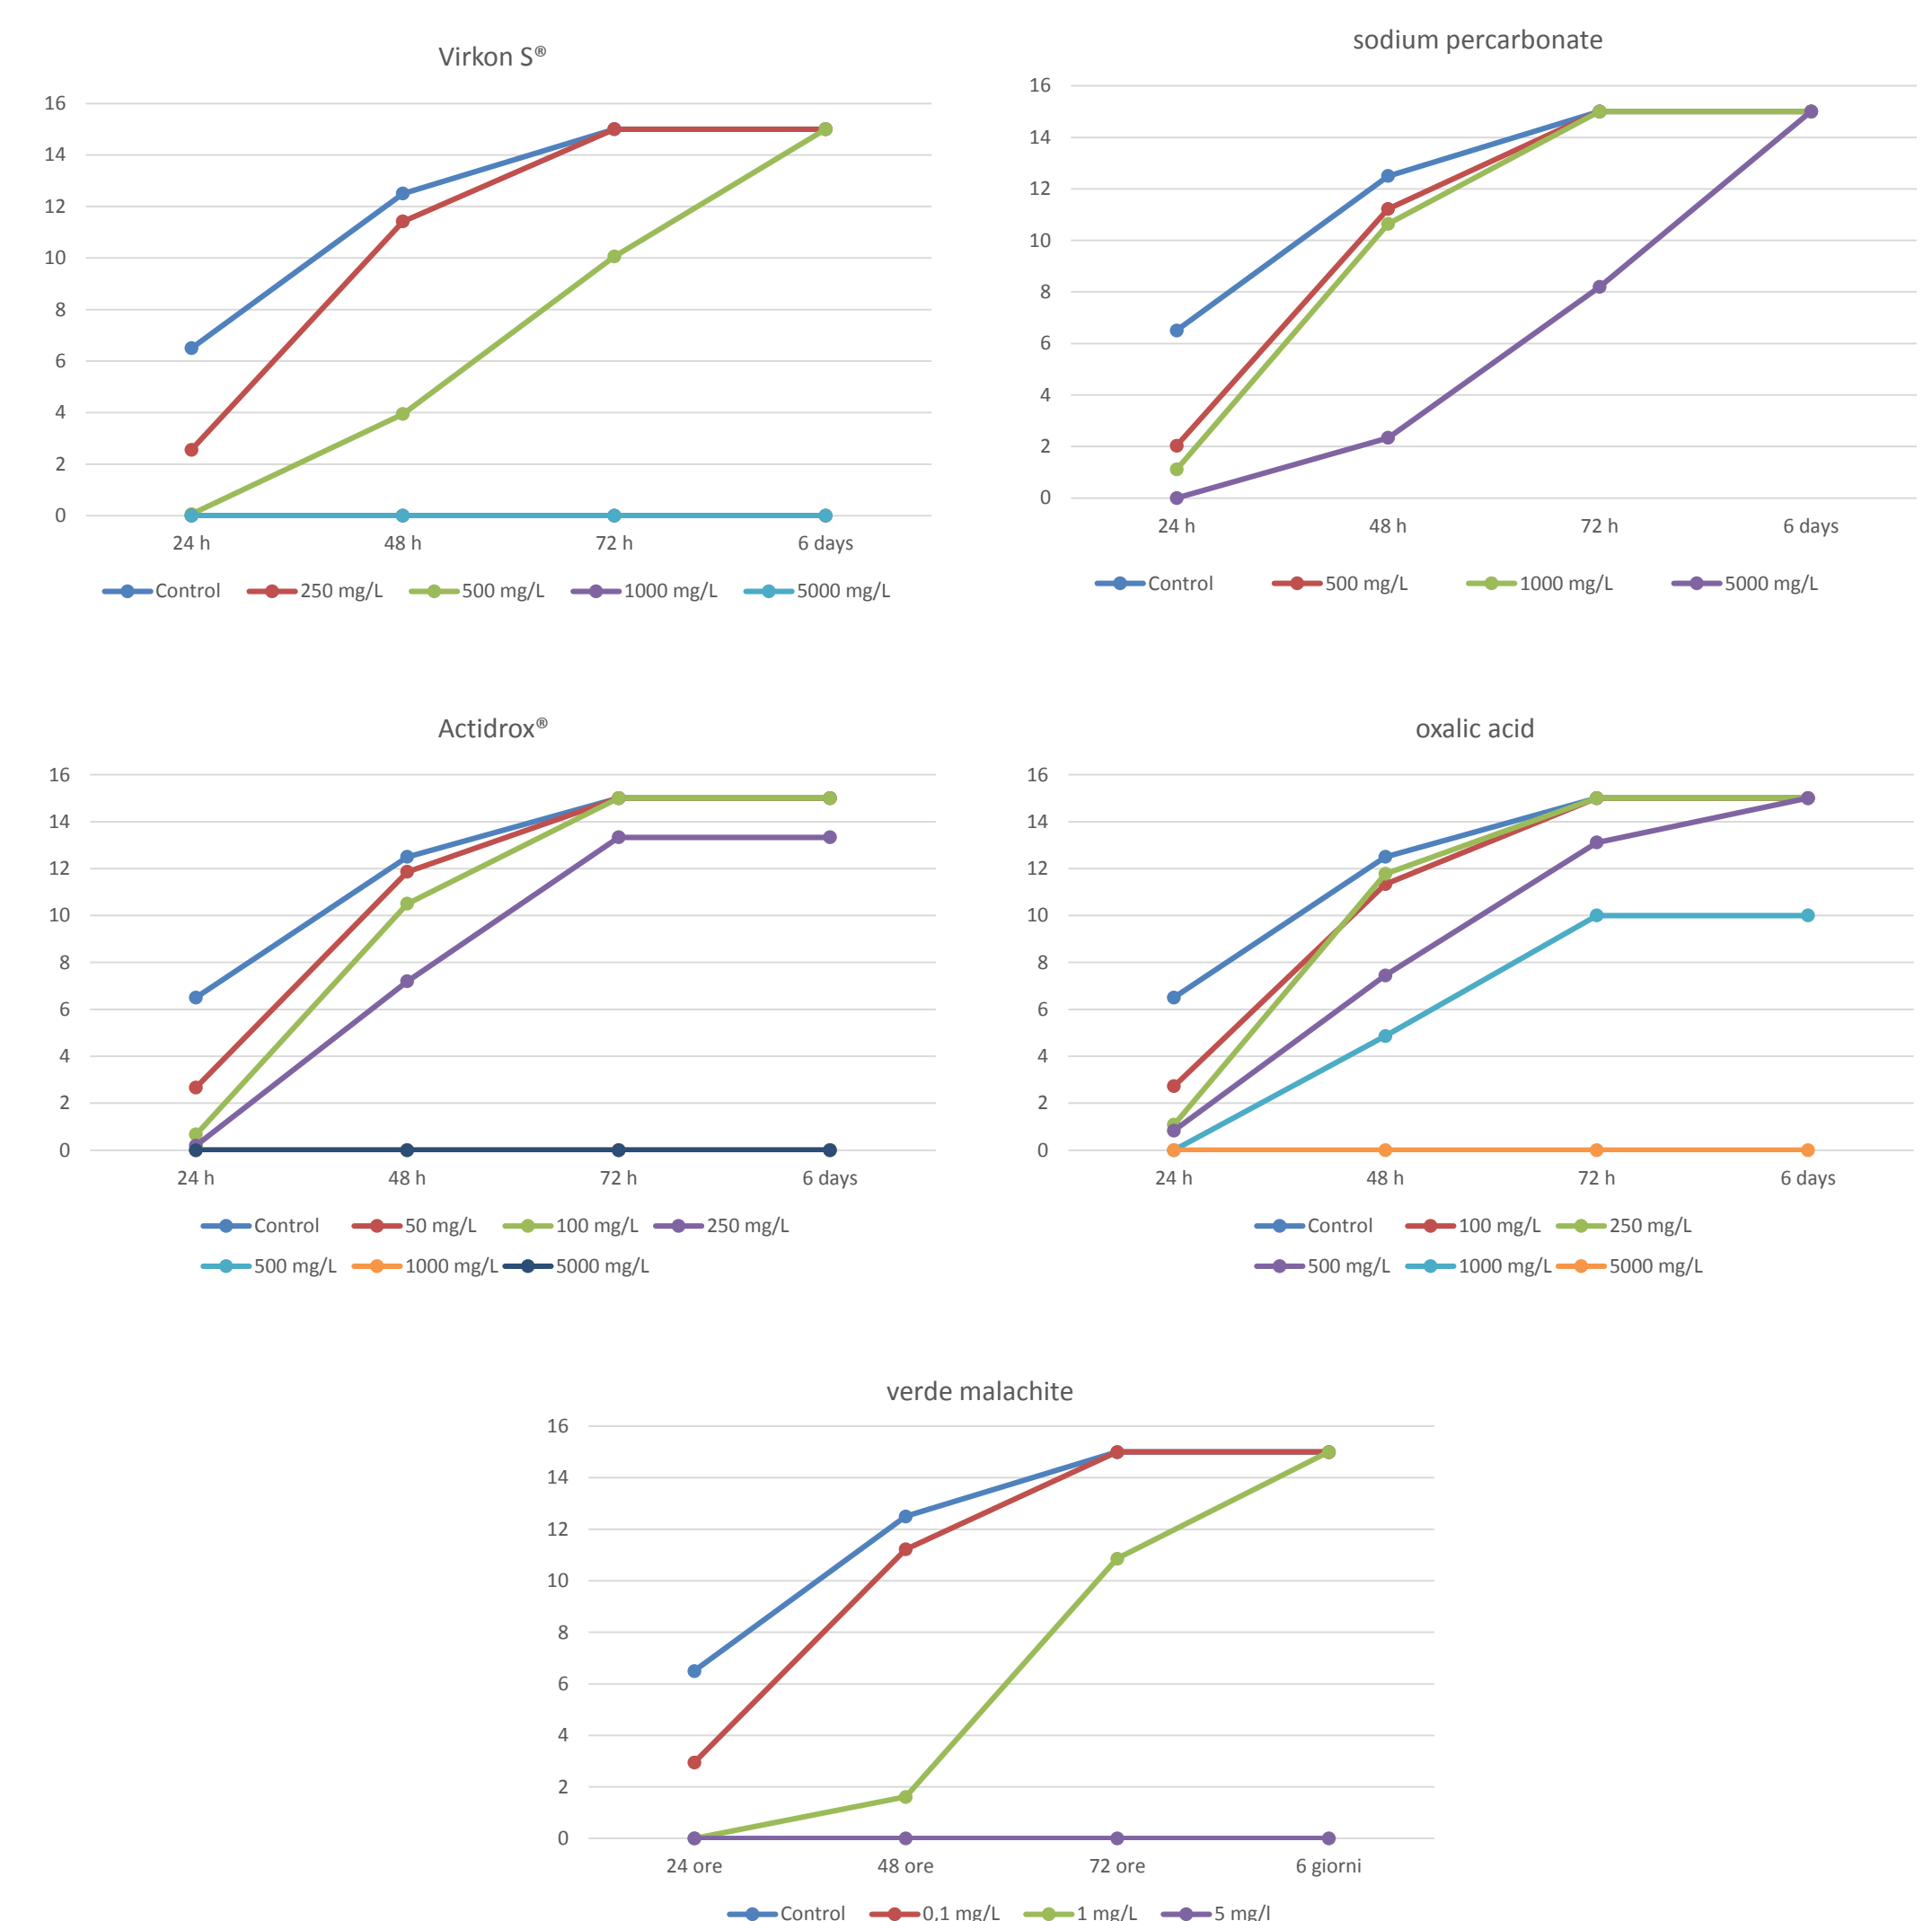 Virkon S®
16
14
12
10
8
6
4
2
0
24 h 48 h 72 h 6 days
Control 250 mg/L 500 mg/L 1000 mg/L 5000 mg/L
sodium percarbonate
16
14
12
10
8
6
4
2
0
24 h 48 h 72 h 6 days
Control 500 mg/L 1000 mg/L 5000 mg/L
Actidrox®
16
14
12
10
8
6
4
2
0
24 h 48 h 72 h 6 days
Control 50 mg/L 100 mg/L 250 mg/L
500 mg/L 1000 mg/L 5000 mg/L
oxalic acid
16
14
12
10
8
6
4
2
0
24 h 48 h 72 h 6 days
Control 100 mg/L 250 mg/L
500 mg/L 1000 mg/L 5000 mg/L
verde malachite
16
14
12
10
8
6
4
2
0
24 ore 48 ore 72 ore 6 giorni
Control 0,1 mg/L 1 mg/L 5 mg/l